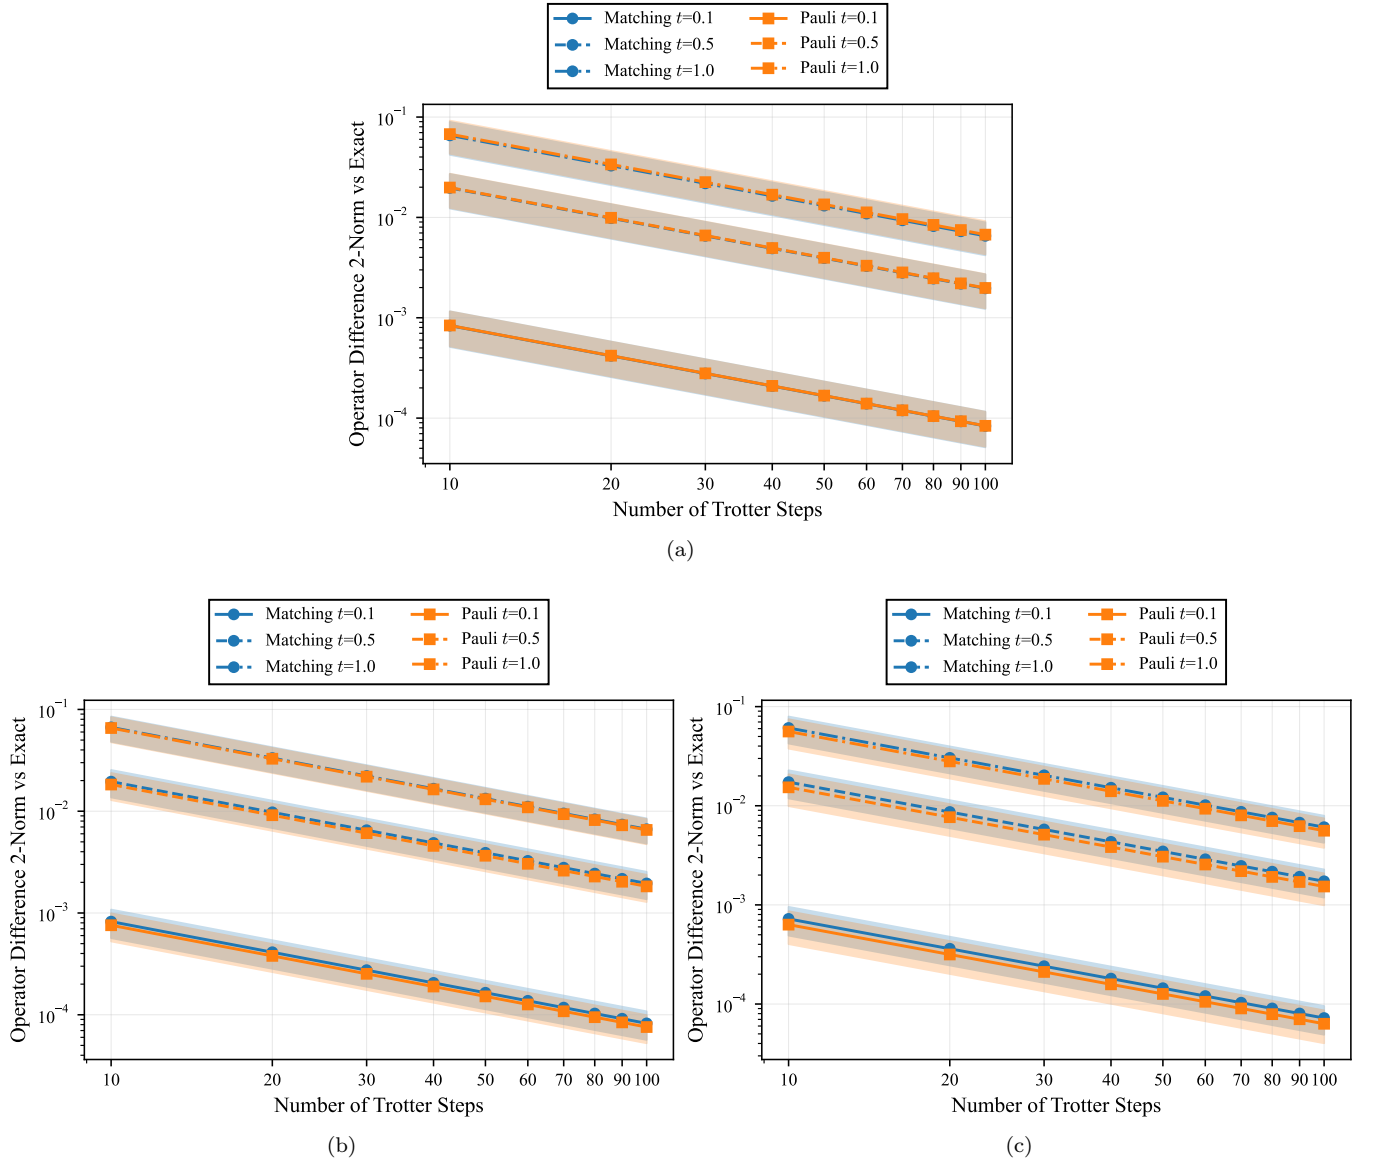 Matching t=0.1 Pauli t=0.1
Matching t=0.5 Pauli t=0.5
Matching t=1.0 Pauli t=1.0
Operator Difference 2-Norm vs Exact
10⁻¹
10⁻²
10⁻³
10⁻⁴
10 20 30 40 50 60 70 80 90 100
Number of Trotter Steps
(a)
Matching t=0.1 Pauli t=0.1
Matching t=0.5 Pauli t=0.5
Matching t=1.0 Pauli t=1.0
Operator Difference 2-Norm vs Exact
10⁻¹
10⁻²
10⁻³
10⁻⁴
10 20 30 40 50 60 70 80 90 100
Number of Trotter Steps
(b)
Matching t=0.1 Pauli t=0.1
Matching t=0.5 Pauli t=0.5
Matching t=1.0 Pauli t=1.0
Operator Difference 2-Norm vs Exact
10⁻¹
10⁻²
10⁻³
10⁻⁴
10 20 30 40 50 60 70 80 90 100
Number of Trotter Steps
(c)